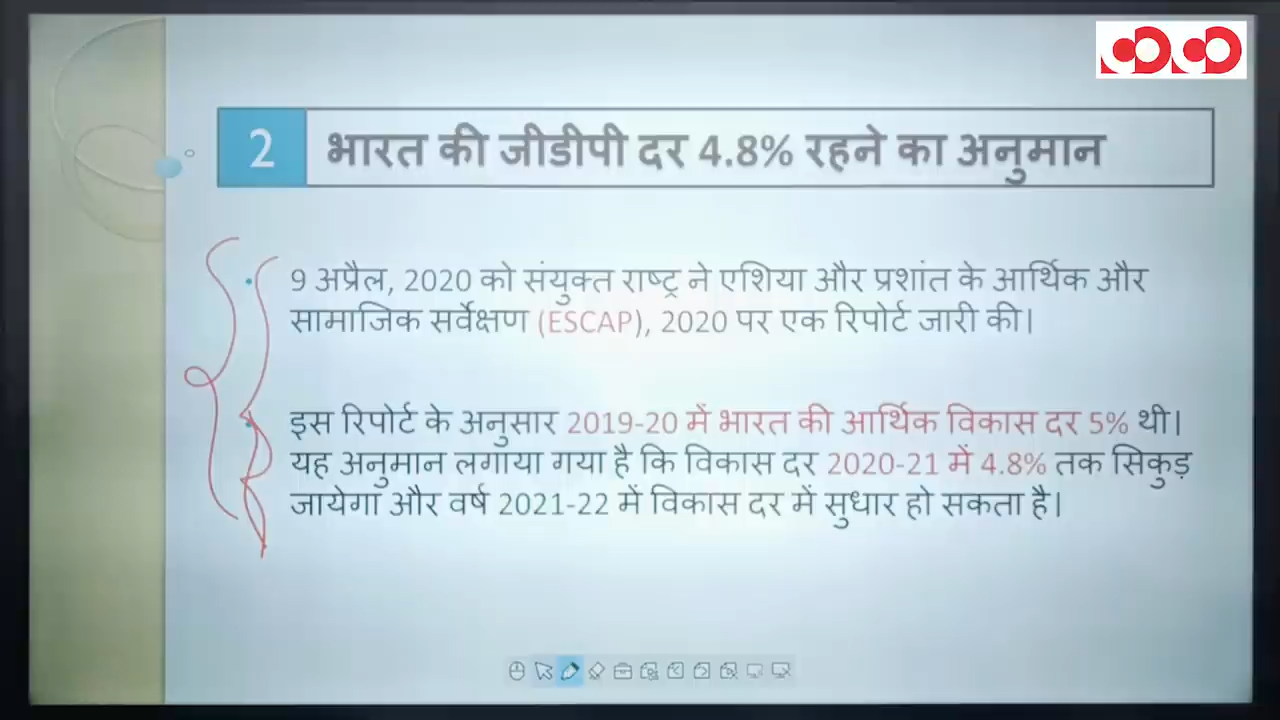 2 भारत की जीडीपी दर 4.8% रहने का अनुमान
9 अप्रैल, 2020 को संयुक्त राष्ट्र ने एशिया और प्रशांत के आर्थिक और
सामाजिक सर्वेक्षण (ESCAP), 2020 पर एक रिपोर्ट जारी की।
इस रिपोर्ट के अनुसार 2019-20 में भारत की आर्थिक विकास दर 5% थी।
यह अनुमान लगाया गया है कि विकास दर 2020-21 में 4.8% तक सिकुड़
जायेगा और वर्ष 2021-22 में विकास दर में सुधार हो सकता है।